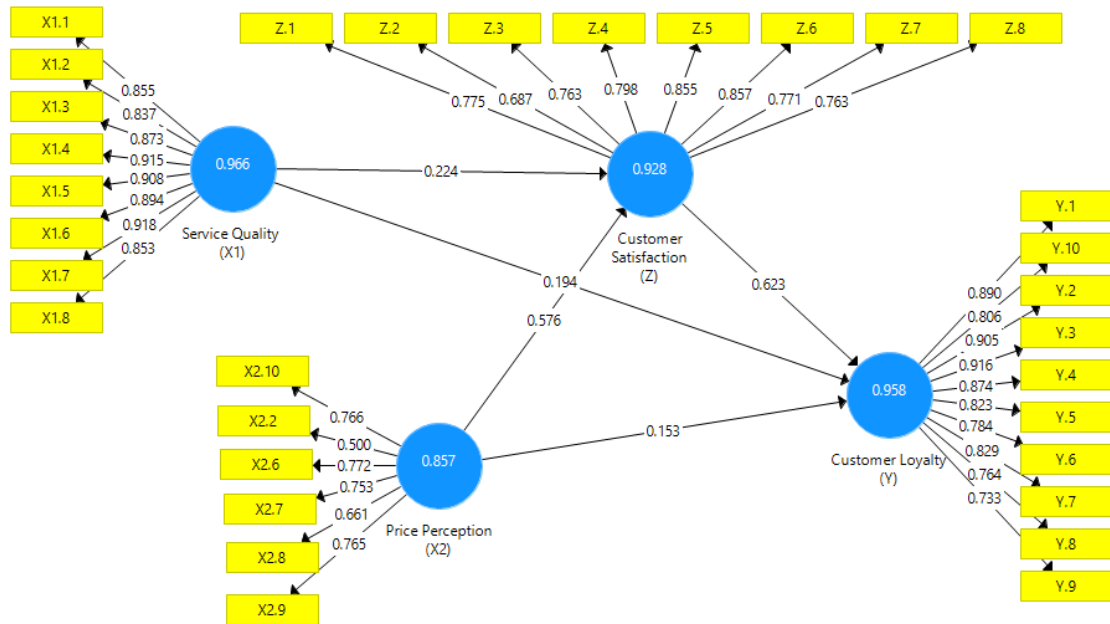 X1.1
X1.2
X1.3
X1.4
X1.5
X1.6
X1.7
X1.8
0.855
0.837
0.873
0.915
0.908
0.894
0.918
0.853
0.966
Service Quality
(X1)
Z.1
Z.2
Z.3
Z.4
Z.5
Z.6
Z.7
Z.8
0.775
0.687
0.763
0.798
0.855
0.857
0.771
0.763
0.928
Customer
Satisfaction
(Z)
0.224
0.194
0.576
0.623
0.153
X2.10
X2.2
X2.6
X2.7
X2.8
X2.9
0.766
0.500
0.772
0.753
0.661
0.765
0.857
Price Perception
(X2)
0.958
Customer Loyalty
(Y)
0.890
0.806
0.905
0.916
0.874
0.823
0.784
0.829
0.764
0.733
Y.1
Y.10
Y.2
Y.3
Y.4
Y.5
Y.6
Y.7
Y.8
Y.9